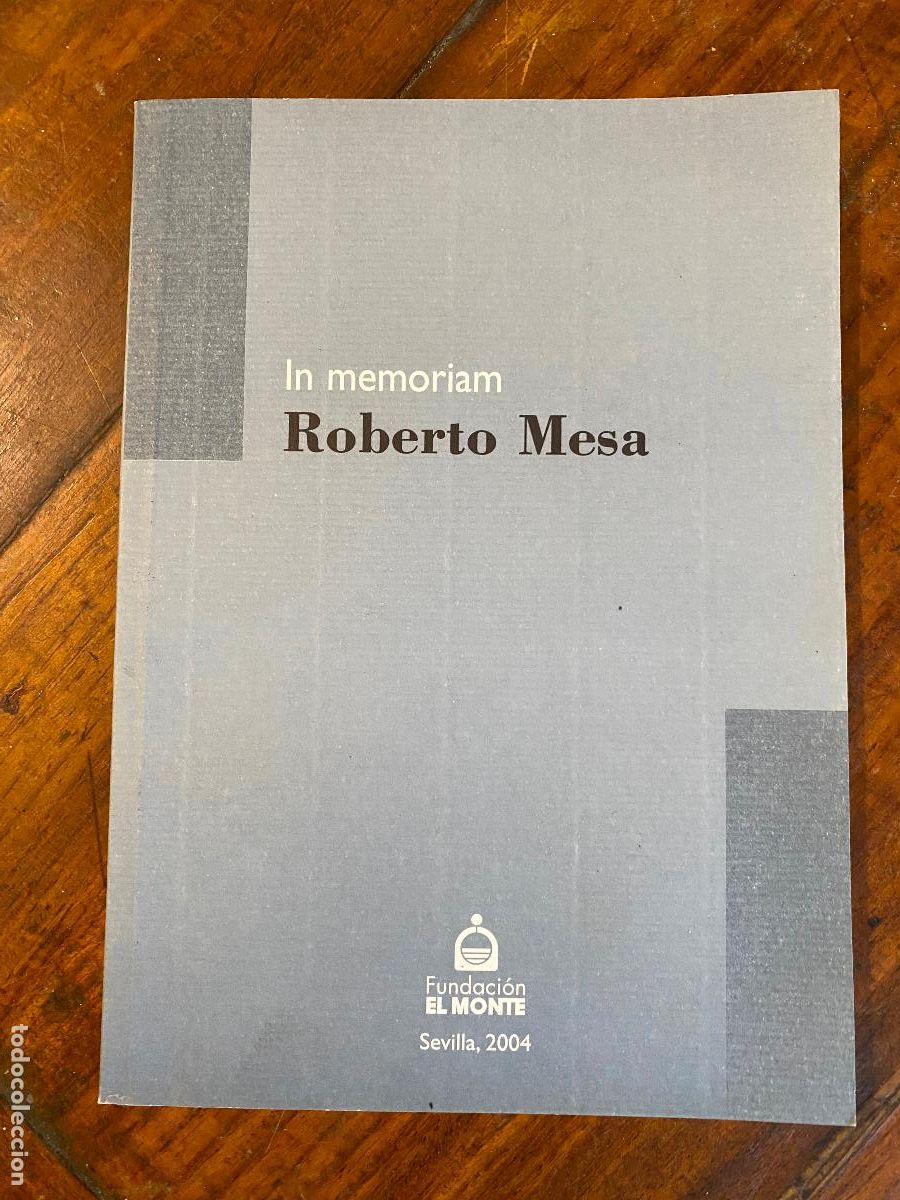 In memoriam
Roberto Mesa
Fundación
EL MONTE
Sevilla, 2004
todocoleccion